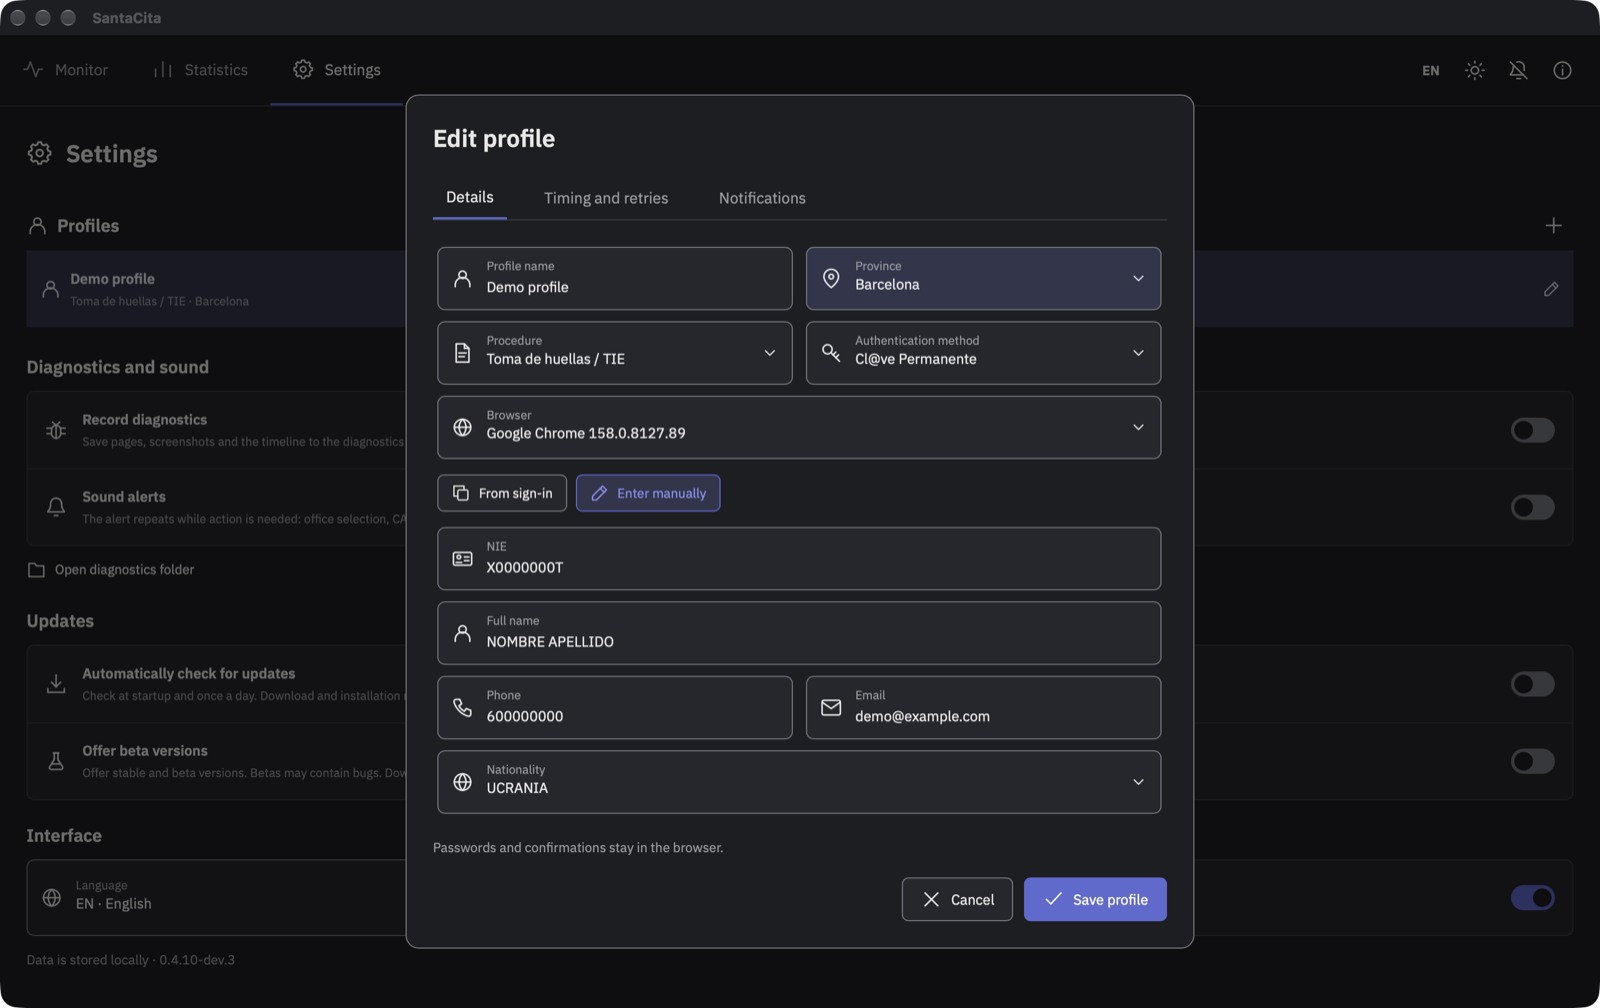 SantaCita
Monitor
Statistics
Settings
EN
Settings
Profiles
Demo profile
Toma de huellas / TIE · Barcelona
Diagnostics and sound
Record diagnostics
Save pages, screenshots and the timeline to the diagnostics
Sound alerts
The alert repeats while action is needed: office selection, CA
Open diagnostics folder
Updates
Automatically check for updates
Check at startup and once a day. Download and installation
Offer beta versions
Offer stable and beta versions. Betas may contain bugs. Dow
Interface
Language
EN · English
Data is stored locally · 0.4.10-dev.3
Edit profile
Details
Timing and retries
Notifications
Profile name
Demo profile
Province
Barcelona
Procedure
Toma de huellas / TIE
Authentication method
Cl@ve Permanente
Browser
Google Chrome 158.0.8127.89
From sign-in
Enter manually
NIE
X0000000T
Full name
NOMBRE APELLIDO
Phone
600000000
Email
demo@example.com
Nationality
UCRANIA
Passwords and confirmations stay in the browser.
Cancel
Save profile